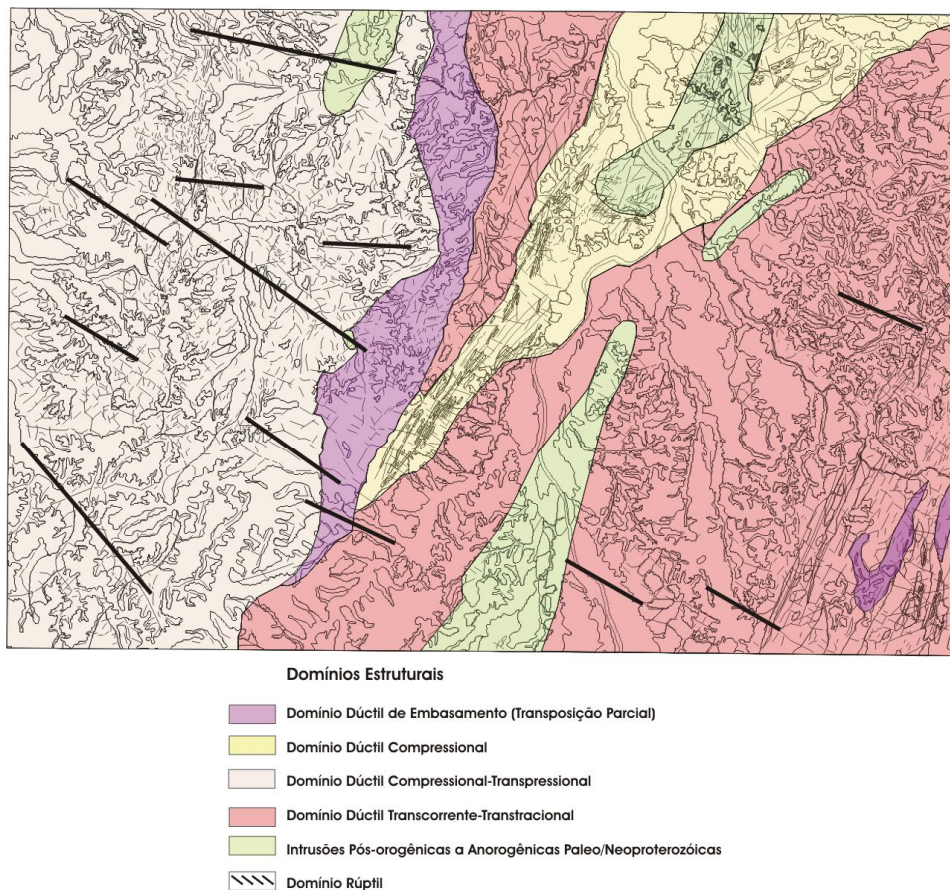 Domínios Estruturais
Domínio Dúctil de Embasamento (Transposição Parcial)
Domínio Dúctil Compressional
Domínio Dúctil Compressional-Transpressional
Domínio Dúctil Transcorrente-Transtracional
Intrusões Pós-orogênicas a Anorogênicas Paleo/Neoproterozóicas
Domínio Rúptil